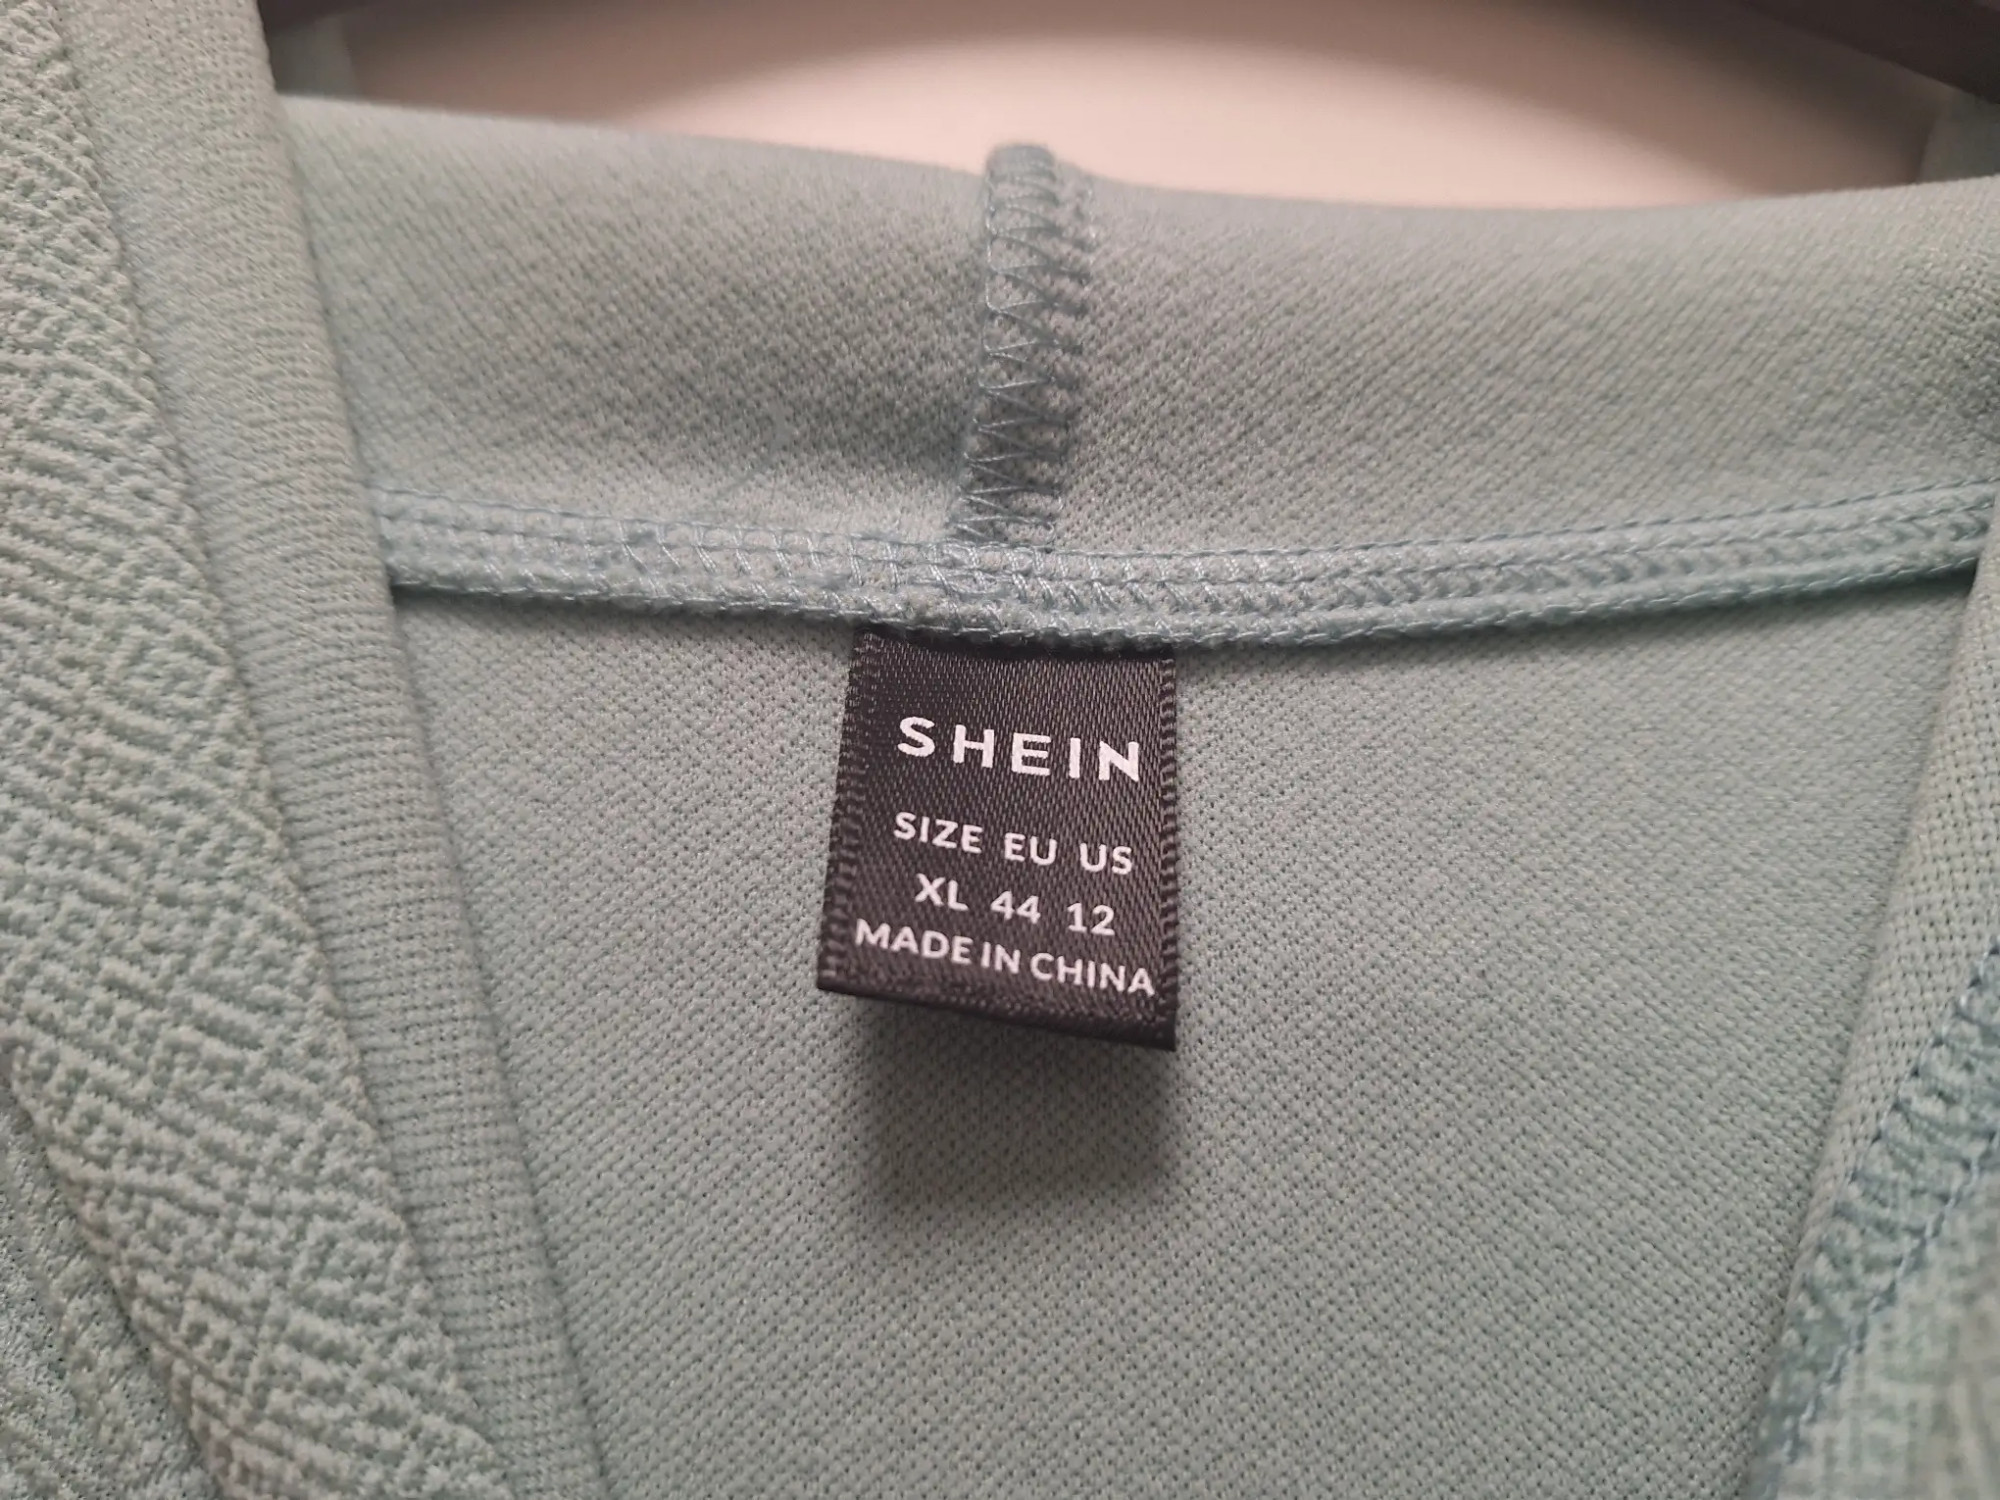 SHEIN
SIZE EU US
XL 44 12
MADE IN CHINA